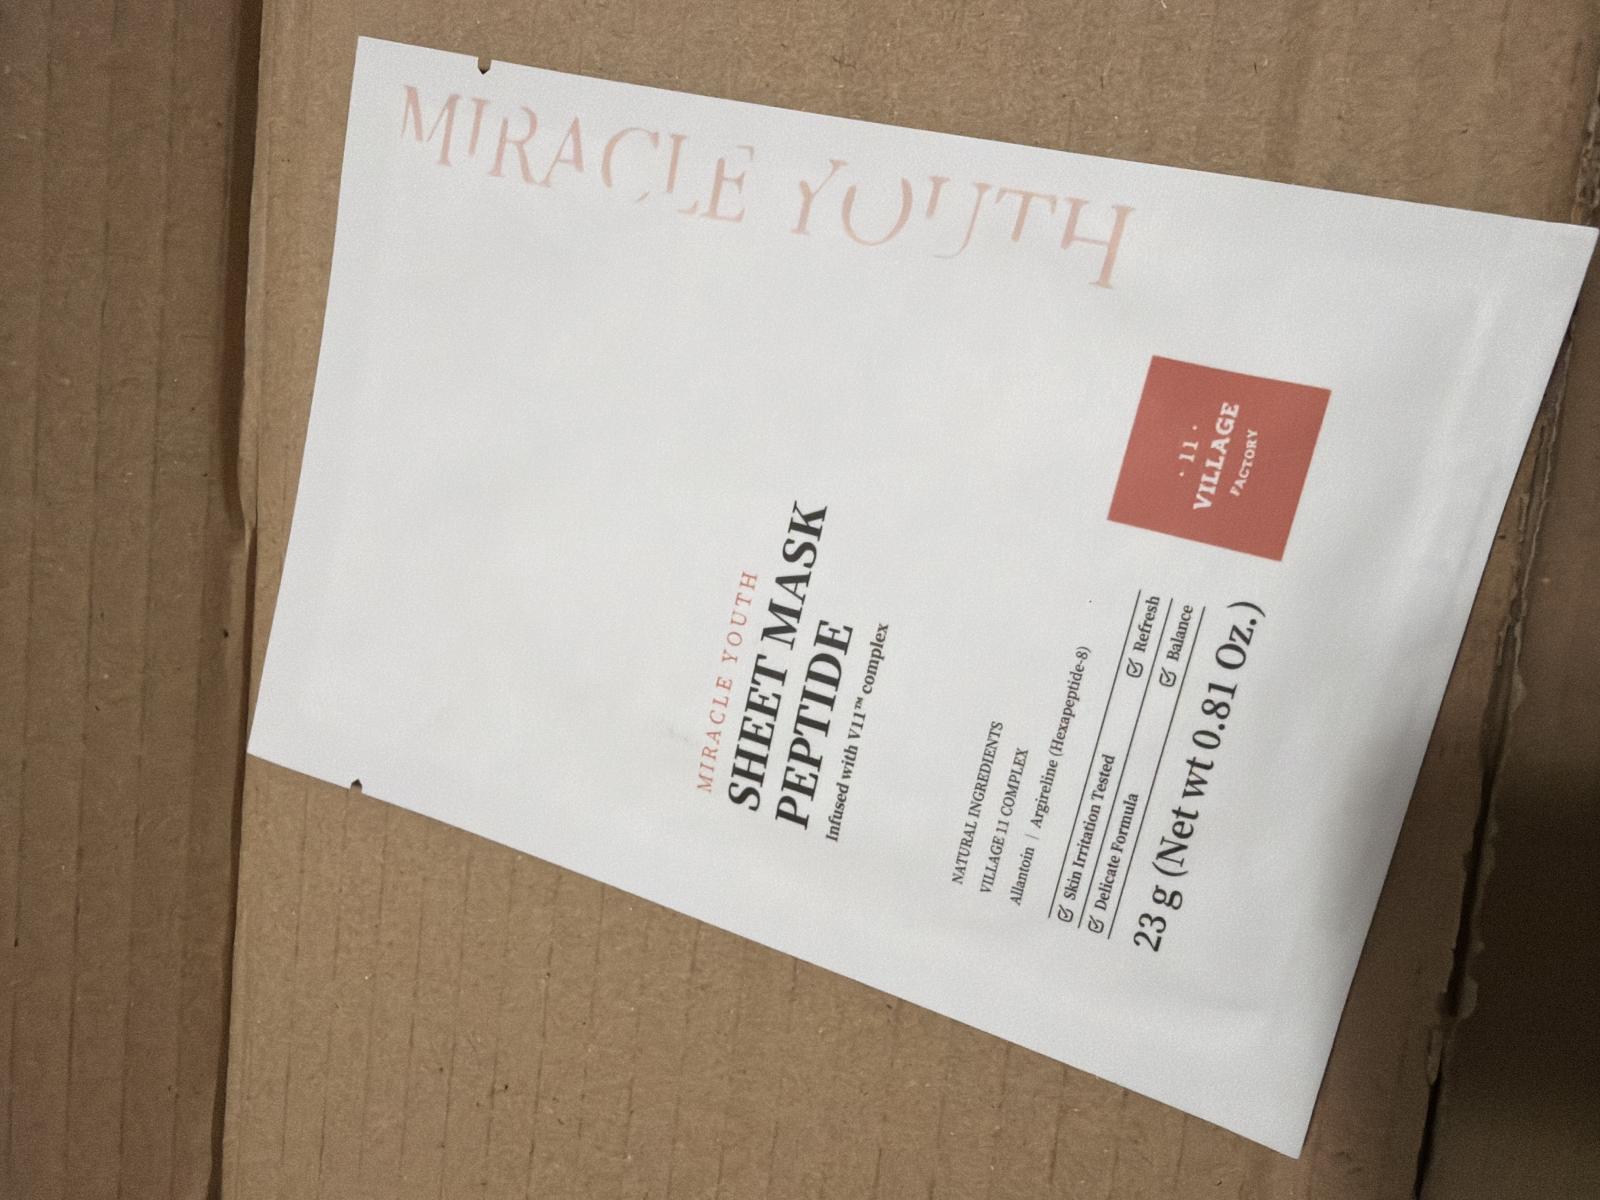 MIRACLE YOUTH
MIRACLE YOUTH
SHEET MASK
PEPTIDE
Infused with V11™ complex
NATURAL INGREDIENTS
VILLAGE 11 COMPLEX
Allantoin | Argireline (Hexapeptide-8)
☑ Skin Irritation Tested ☑ Refresh
☑ Delicate Formula ☑ Balance
23 g (Net wt 0.81 Oz.)
· 11 ·
VILLAGE
FACTORY